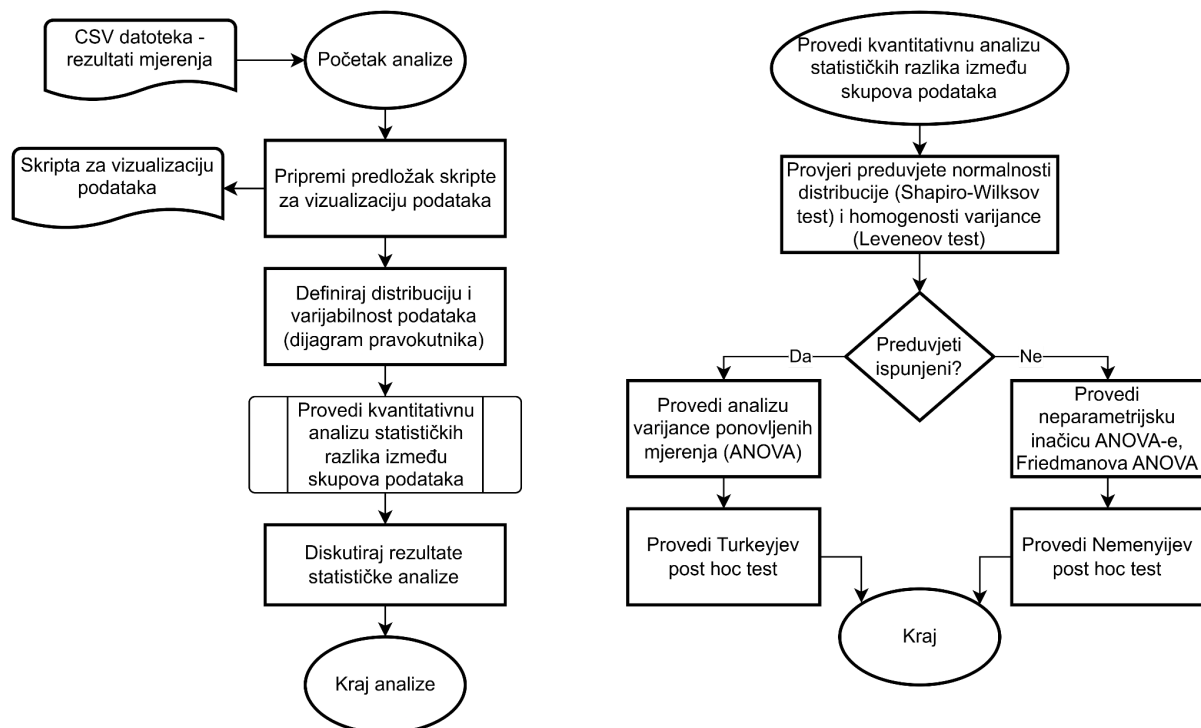 CSV datoteka -
rezultati mjerenja
Početak analize
Skripta za vizualizaciju
podataka
Pripremi predložak skripte
za vizualizaciju podataka
Definiraj distribuciju i
varijabilnost podataka
(dijagram pravokutnika)
Provedi kvantitativnu
analizu statističkih
razlika između
skupova podataka
Diskutiraj rezultate
statističke analize
Kraj analize
Provedi kvantitativnu analizu
statističkih razlika između
skupova podataka
Provjeri preduvjete normalnosti
distribucije (Shapiro-Wilksov
test) i homogenosti varijance
(Leveneov test)
Preduvjeti
ispunjeni?
Da
Ne
Provedi analizu
varijance ponovljenih
mjerenja (ANOVA)
Provedi
neparametrijsku
inačicu ANOVA-e,
Friedmanova ANOVA
Provedi Turkeyjev
post hoc test
Provedi Nemenyijev
post hoc test
Kraj